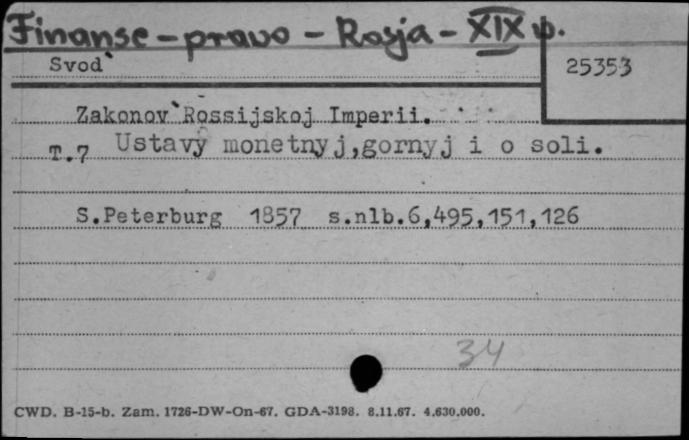 Finanse - prawo - Rosja - XIX w.
Svod`
25353
Zakonov`Rossijskoj Imperii.
T.7 Ustavy monetnyj,gornyj i o soli.
S.Peterburg 1857 s.nlb.6,495,151,126
34
CWD. B-15-b. Zam. 1726-DW-On-67. GDA-3198. 8.11.67. 4.630.000.